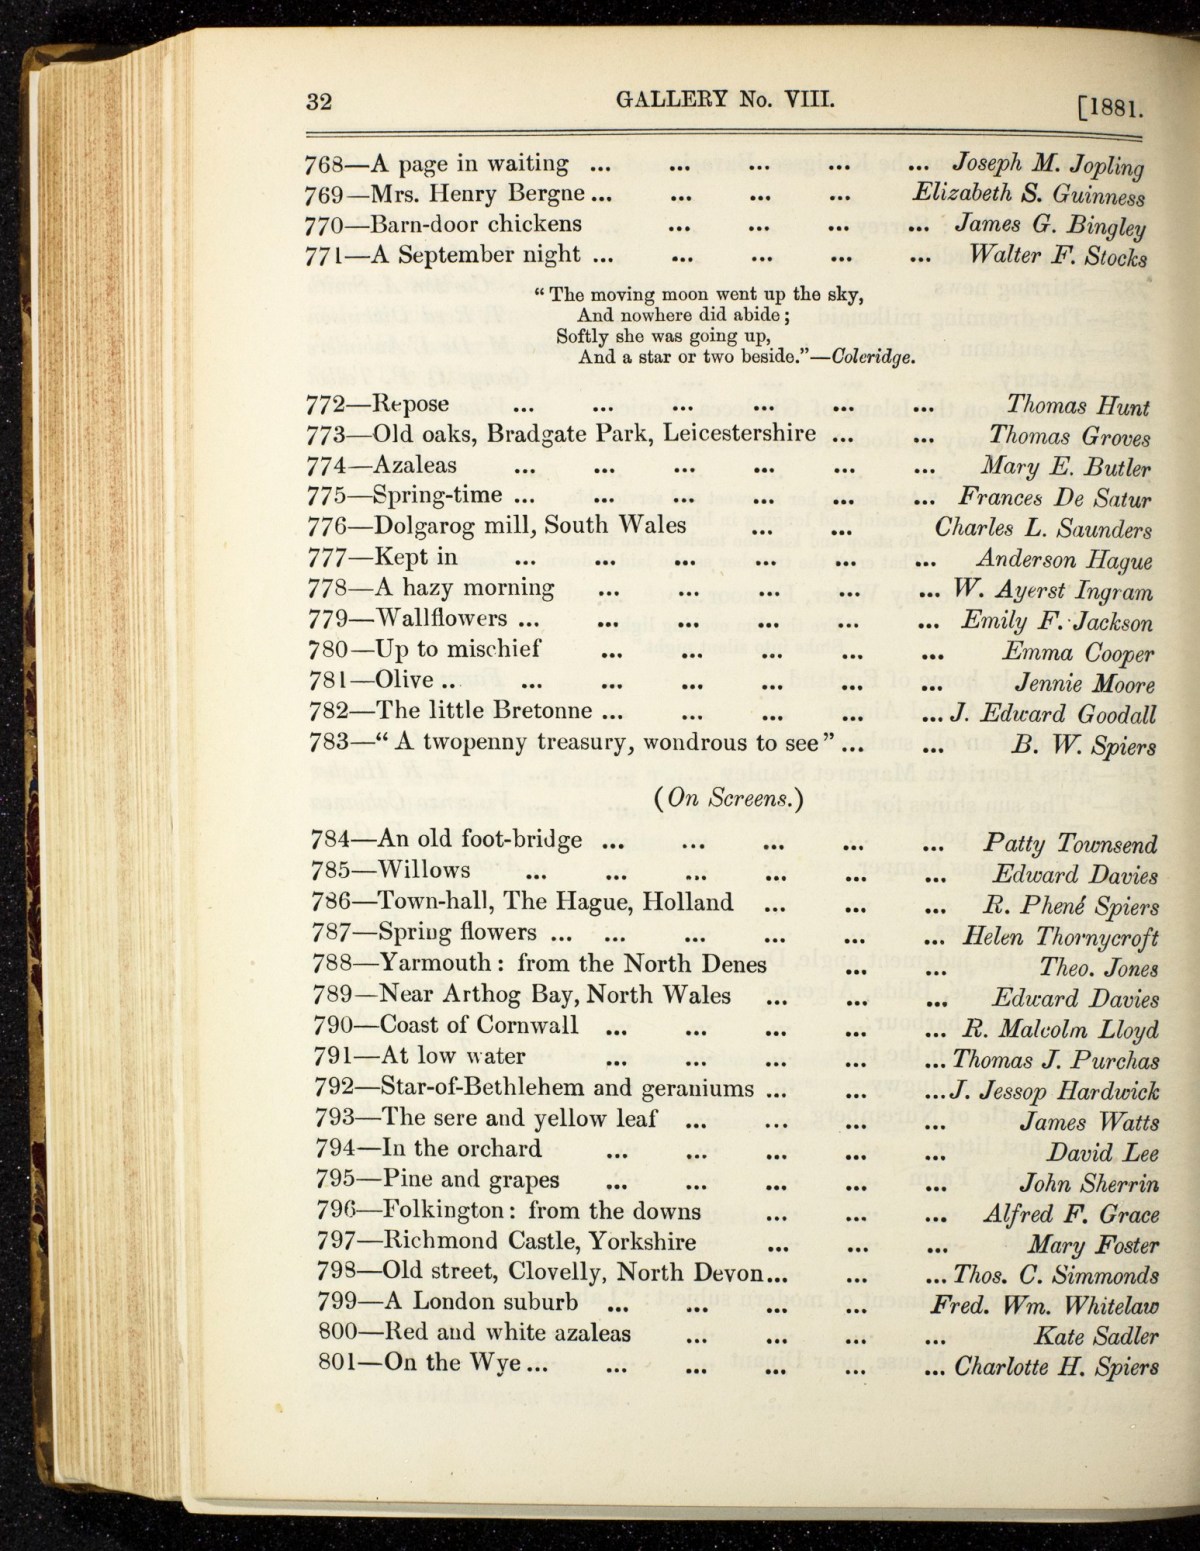 32 GALLERY No. VIII. [1881.
768—A page in waiting ... ... ... ... ... Joseph M. Jopling
769—Mrs. Henry Bergne ... ... ... ... Elizabeth S. Guinness
770—Barn-door chickens ... ... ... ... James G. Bingley
771—A September night ... ... ... ... ... Walter F. Stocks
“ The moving moon went up the sky,
And nowhere did abide ;
Softly she was going up,
And a star or two beside.”—Coleridge.
772—Repose ... ... ... ... ... ... Thomas Hunt
773—Old oaks, Bradgate Park, Leicestershire ... ... Thomas Groves
774—Azaleas ... ... ... ... ... ... Mary E. Butler
775—Spring-time ... ... ... ... ... ... Frances De Satur
776—Dolgarog mill, South Wales ... ... Charles L. Saunders
777—Kept in ... ... ... ... ... ... Anderson Hague
778—A hazy morning ... ... ... ... ... W. Ayerst Ingram
779—Wallflowers ... ... ... ... ... ... Emily F. Jackson
780—Up to mischief ... ... ... ... ... Emma Cooper
781—Olive .. ... ... ... ... ... ... Jennie Moore
782—The little Bretonne ... ... ... ... ... J. Edward Goodall
783—“ A twopenny treasury, wondrous to see ” ... ... B. W. Spiers
(On Screens.)
784—An old foot-bridge ... ... ... ... ... Patty Townsend
785—Willows ... ... ... ... ... ... Edward Davies
786—Town-hall, The Hague, Holland ... ... ... R. Phené Spiers
787—Spring flowers ... ... ... ... ... ... Helen Thornycroft
788—Yarmouth : from the North Denes ... ... Theo. Jones
789—Near Arthog Bay, North Wales ... ... ... Edward Davies
790—Coast of Cornwall ... ... ... ... ... R. Malcolm Lloyd
791—At low water ... ... ... ... ... Thomas J. Purchas
792—Star-of-Bethlehem and geraniums ... ... ... J. Jessop Hardwick
793—The sere and yellow leaf ... ... ... ... James Watts
794—In the orchard ... ... ... ... ... David Lee
795—Pine and grapes ... ... ... ... ... John Sherrin
796—Folkington : from the downs ... ... ... Alfred F. Grace
797—Richmond Castle, Yorkshire ... ... ... Mary Foster
798—Old street, Clovelly, North Devon... ... ... Thos. C. Simmonds
799—A London suburb ... ... ... ... Fred. Wm. Whitelaw
800—Red and white azaleas ... ... ... ... Kate Sadler
801—On the Wye ... ... ... ... ... ... Charlotte H. Spiers